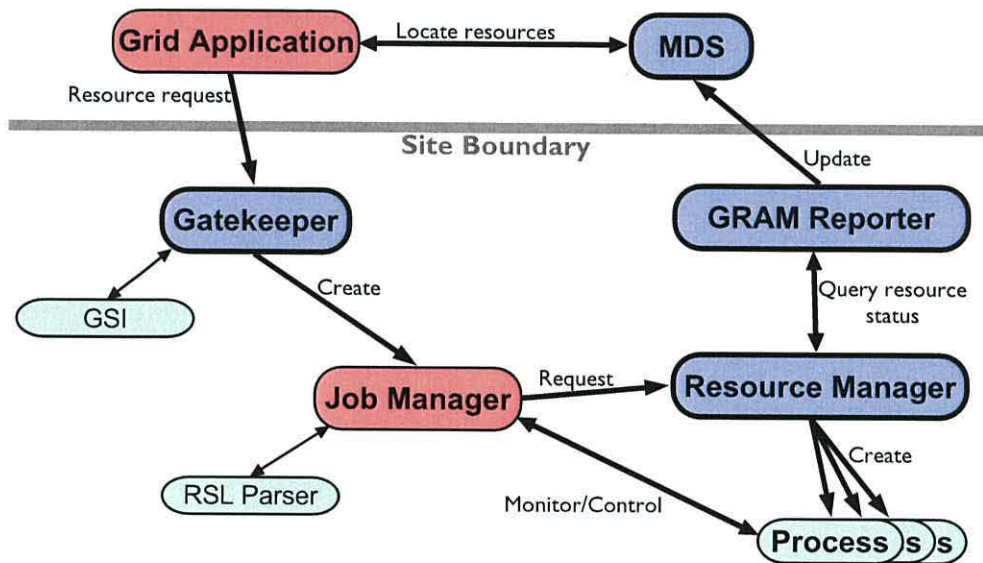 Grid Application
Locate resources
MDS
Resource request
Site Boundary
Update
Gatekeeper
GRAM Reporter
Create
Query resource
status
GSI
Request
Resource Manager
Job Manager
Create
RSL Parser
Monitor/Control
Process s s